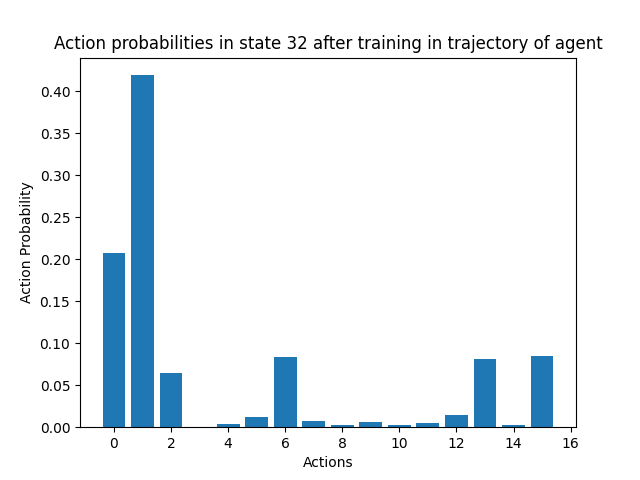 Action probabilities in state 32 after training in trajectory of agent
0.40
0.35
0.30
0.25
0.20
0.15
0.10
0.05
0.00
Action Probability
0 2 4 6 8 10 12 14 16
Actions